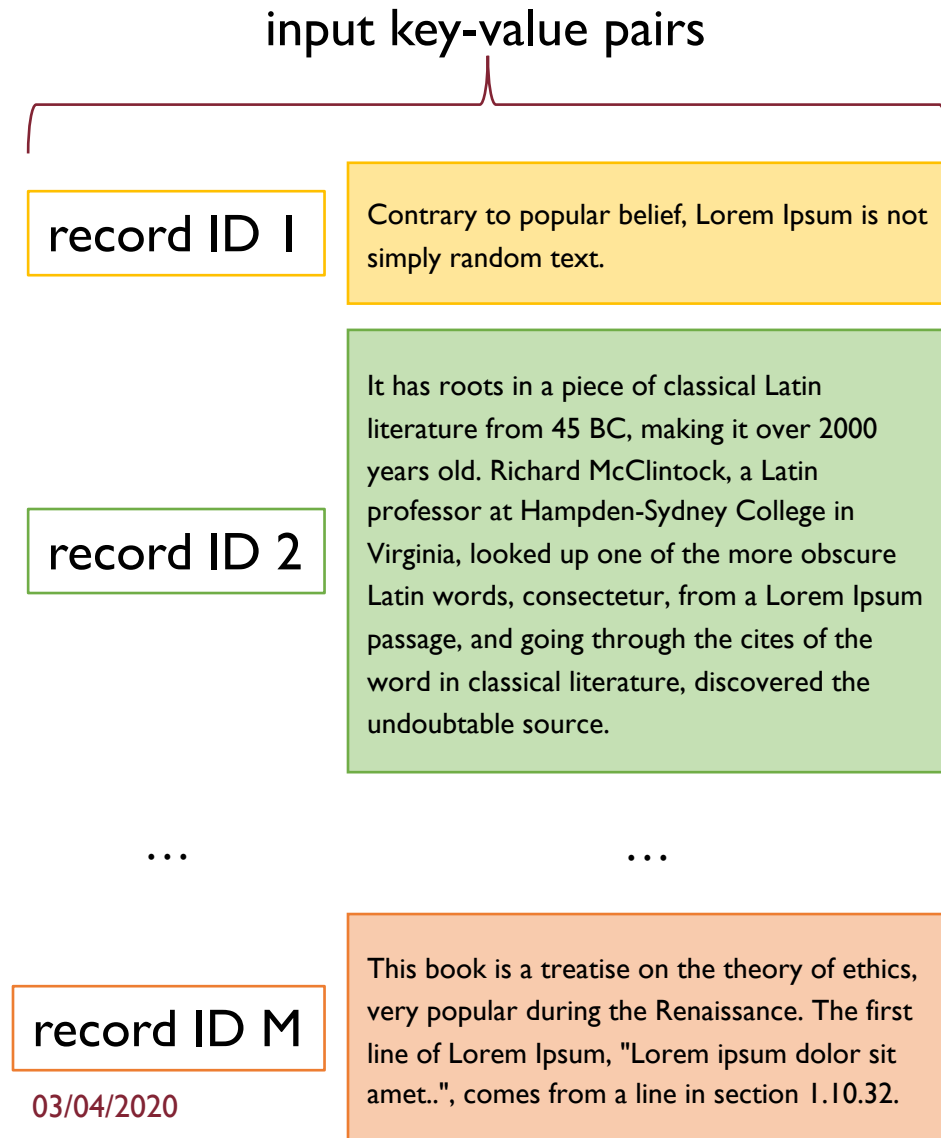 input key-value pairs
record ID 1
Contrary to popular belief, Lorem Ipsum is not
simply random text.
record ID 2
It has roots in a piece of classical Latin
literature from 45 BC, making it over 2000
years old. Richard McClintock, a Latin
professor at Hampden-Sydney College in
Virginia, looked up one of the more obscure
Latin words, consectetur, from a Lorem Ipsum
passage, and going through the cites of the
word in classical literature, discovered the
undoubtable source.
... ...
record ID M
This book is a treatise on the theory of ethics,
very popular during the Renaissance. The first
line of Lorem Ipsum, "Lorem ipsum dolor sit
amet..", comes from a line in section 1.10.32.
03/04/2020